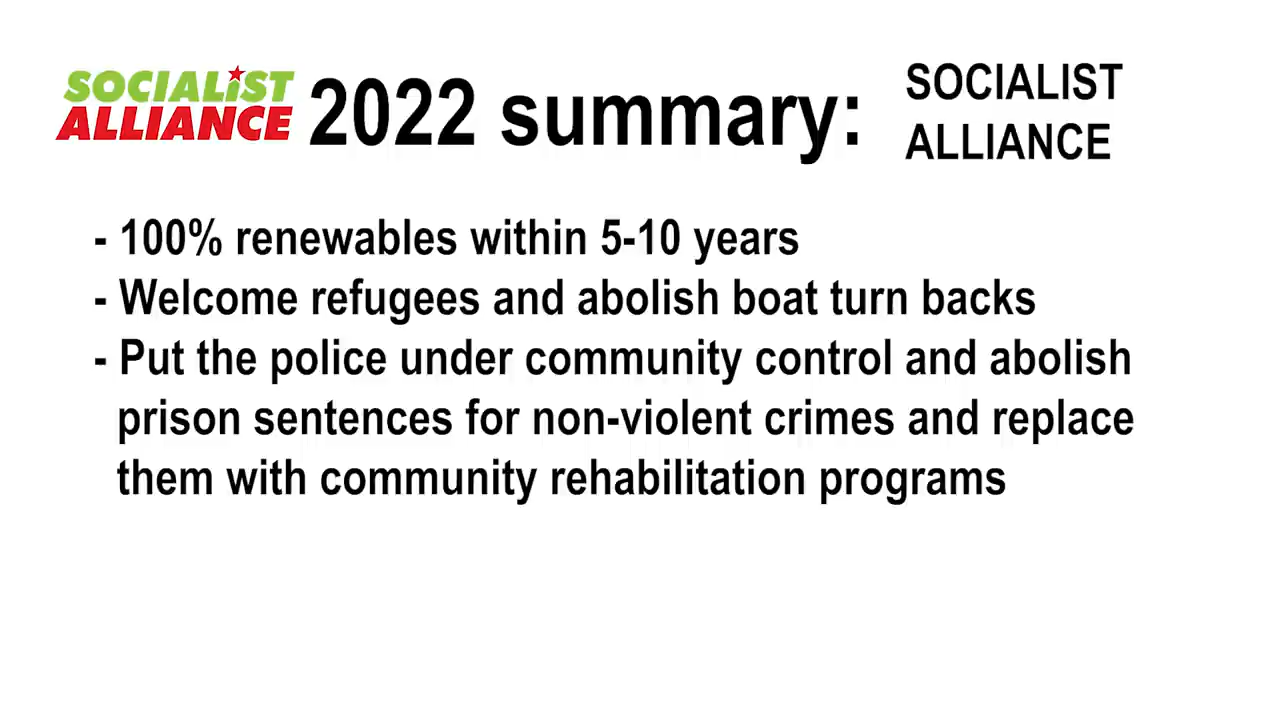 SOCIALIST
ALLIANCE
2022 summary:
SOCIALIST
ALLIANCE
- 100% renewables within 5-10 years
- Welcome refugees and abolish boat turn backs
- Put the police under community control and abolish
prison sentences for non-violent crimes and replace
them with community rehabilitation programs